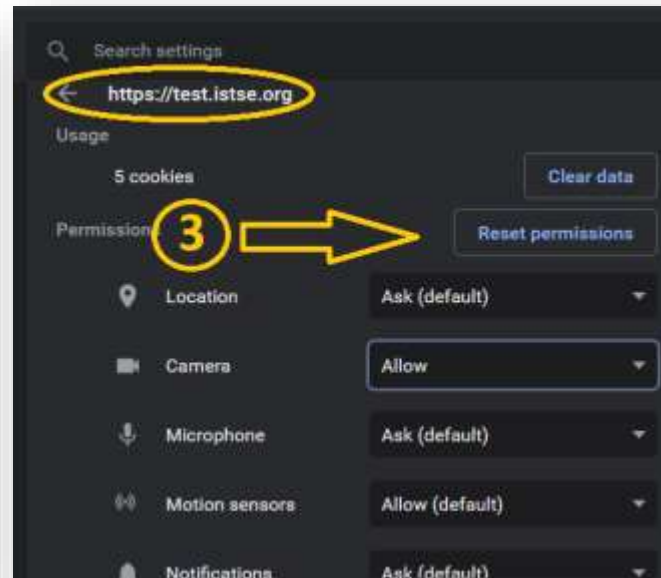 Search settings
https://test.istse.org
Usage
5 cookies
Clear data
Permission
3
Reset permissions
Location
Ask (default)
Camera
Allow
Microphone
Ask (default)
Motion sensors
Allow (default)
Notifications
Ask (default)